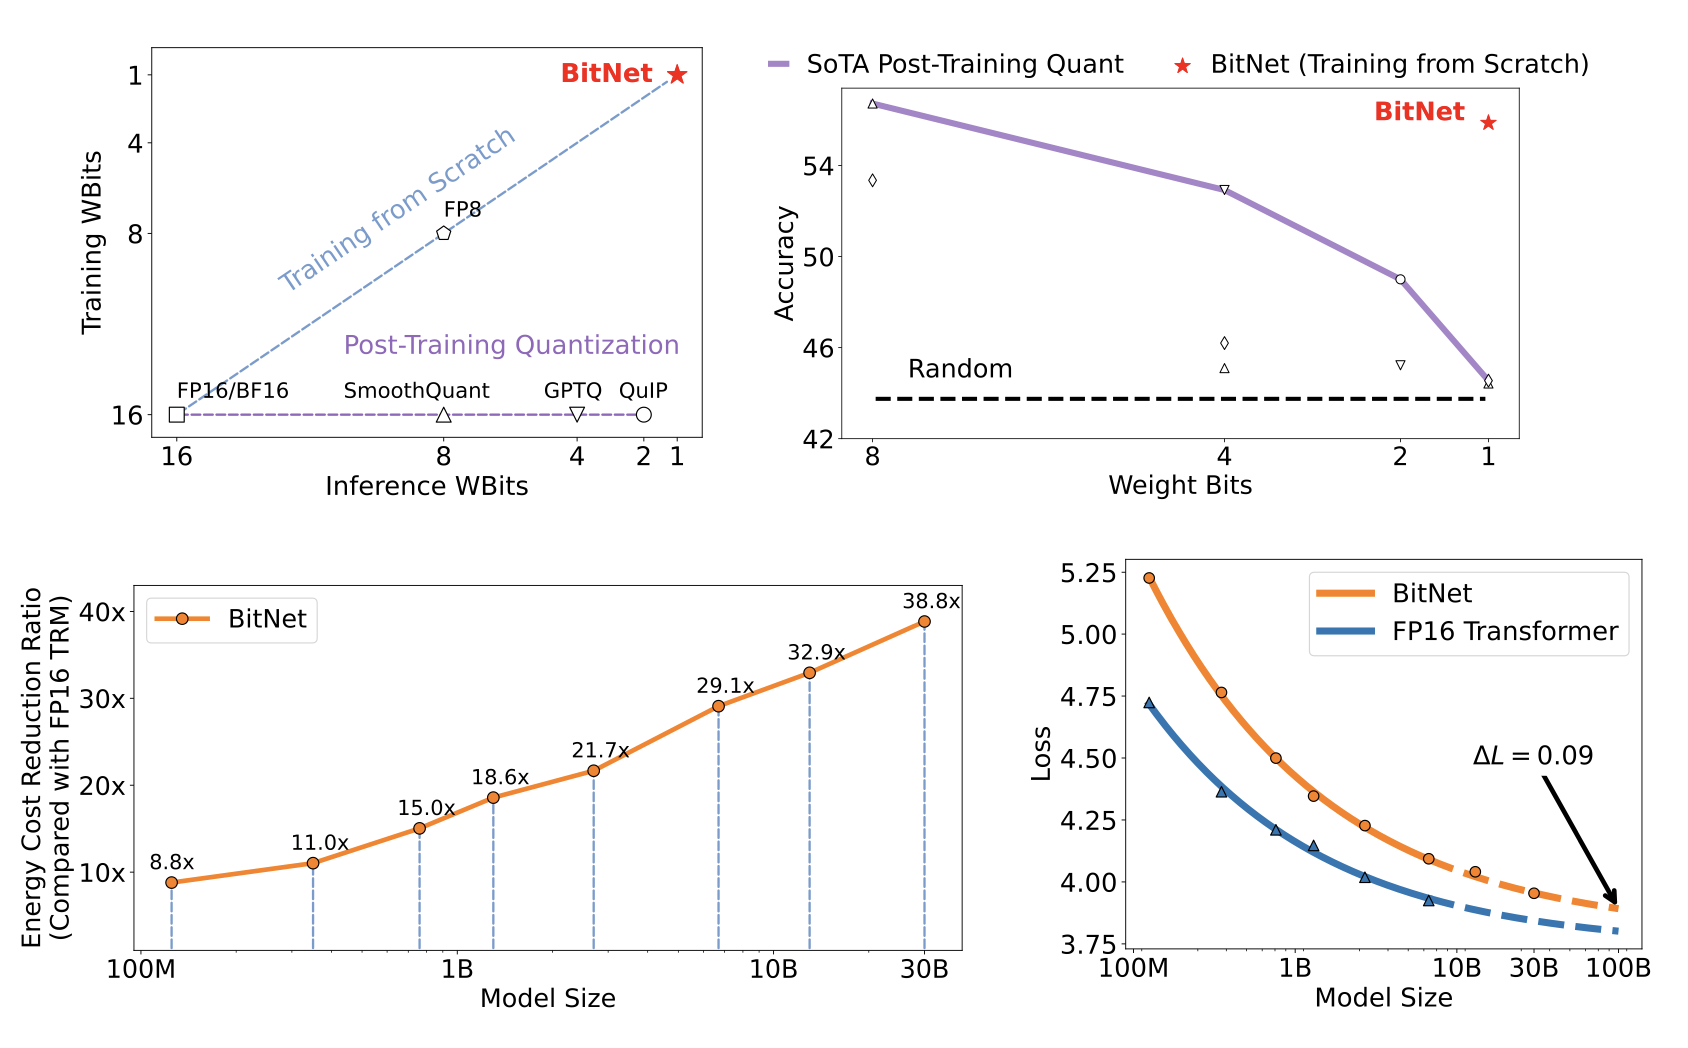 BitNet
1
4
8
16
Training WBits
Training from Scratch
FP8
Post-Training Quantization
FP16/BF16 SmoothQuant GPTQ QuIP
16 8 4 2 1
Inference WBits
SoTA Post-Training Quant BitNet (Training from Scratch)
BitNet
54
50
46
42
Accuracy
Random
8 4 2 1
Weight Bits
Energy Cost Reduction Ratio
(Compared with FP16 TRM)
40x
30x
20x
10x
BitNet
8.8x
11.0x
15.0x
18.6x
21.7x
29.1x
32.9x
38.8x
100M 1B 10B 30B
Model Size
5.25
5.00
4.75
4.50
4.25
4.00
3.75
Loss
BitNet
FP16 Transformer
ΔL = 0.09
100M 1B 10B 30B 100B
Model Size